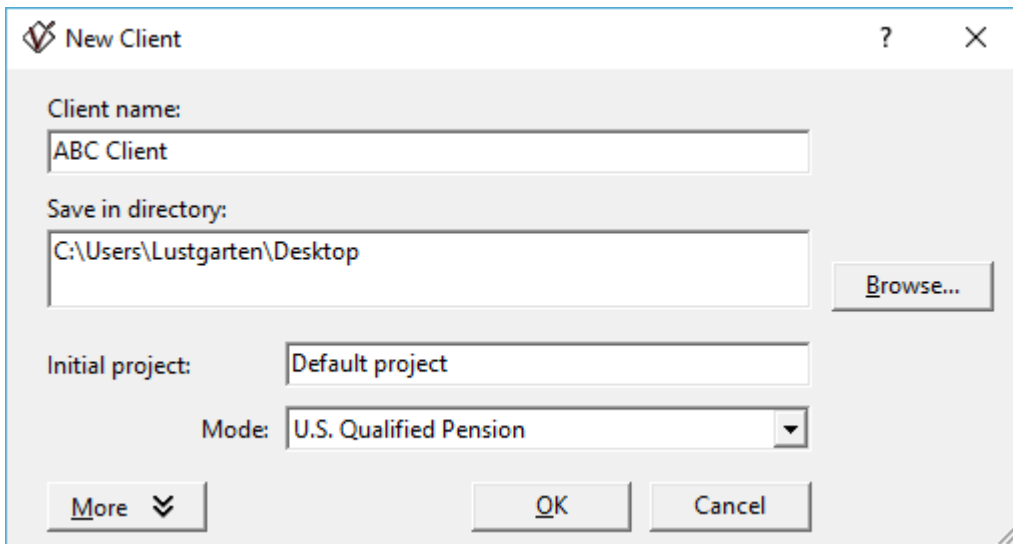 New Client
Client name:
ABC Client
Save in directory:
C:\Users\Lustgarten\Desktop
Browse...
Initial project: Default project
Mode: U.S. Qualified Pension
More OK Cancel